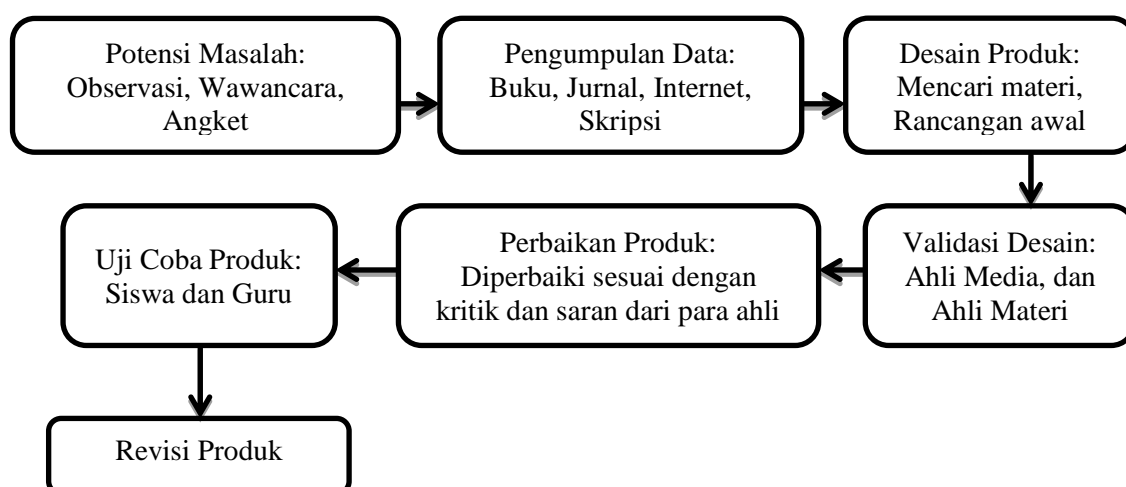 Potensi Masalah:
Observasi, Wawancara,
Angket
Pengumpulan Data:
Buku, Jurnal, Internet,
Skripsi
Desain Produk:
Mencari materi,
Rancangan awal
Validasi Desain:
Ahli Media, dan
Ahli Materi
Perbaikan Produk:
Diperbaiki sesuai dengan
kritik dan saran dari para ahli
Uji Coba Produk:
Siswa dan Guru
Revisi Produk